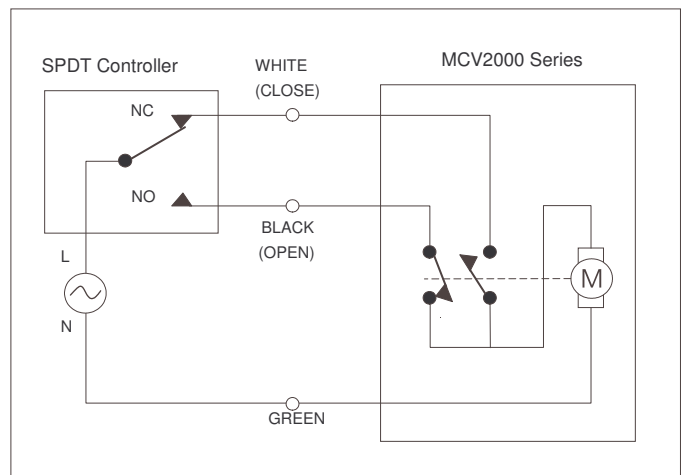 SPDT Controller
WHITE
(CLOSE)
MCV2000 Series
NC
NO
BLACK
(OPEN)
L
N
M
GREEN